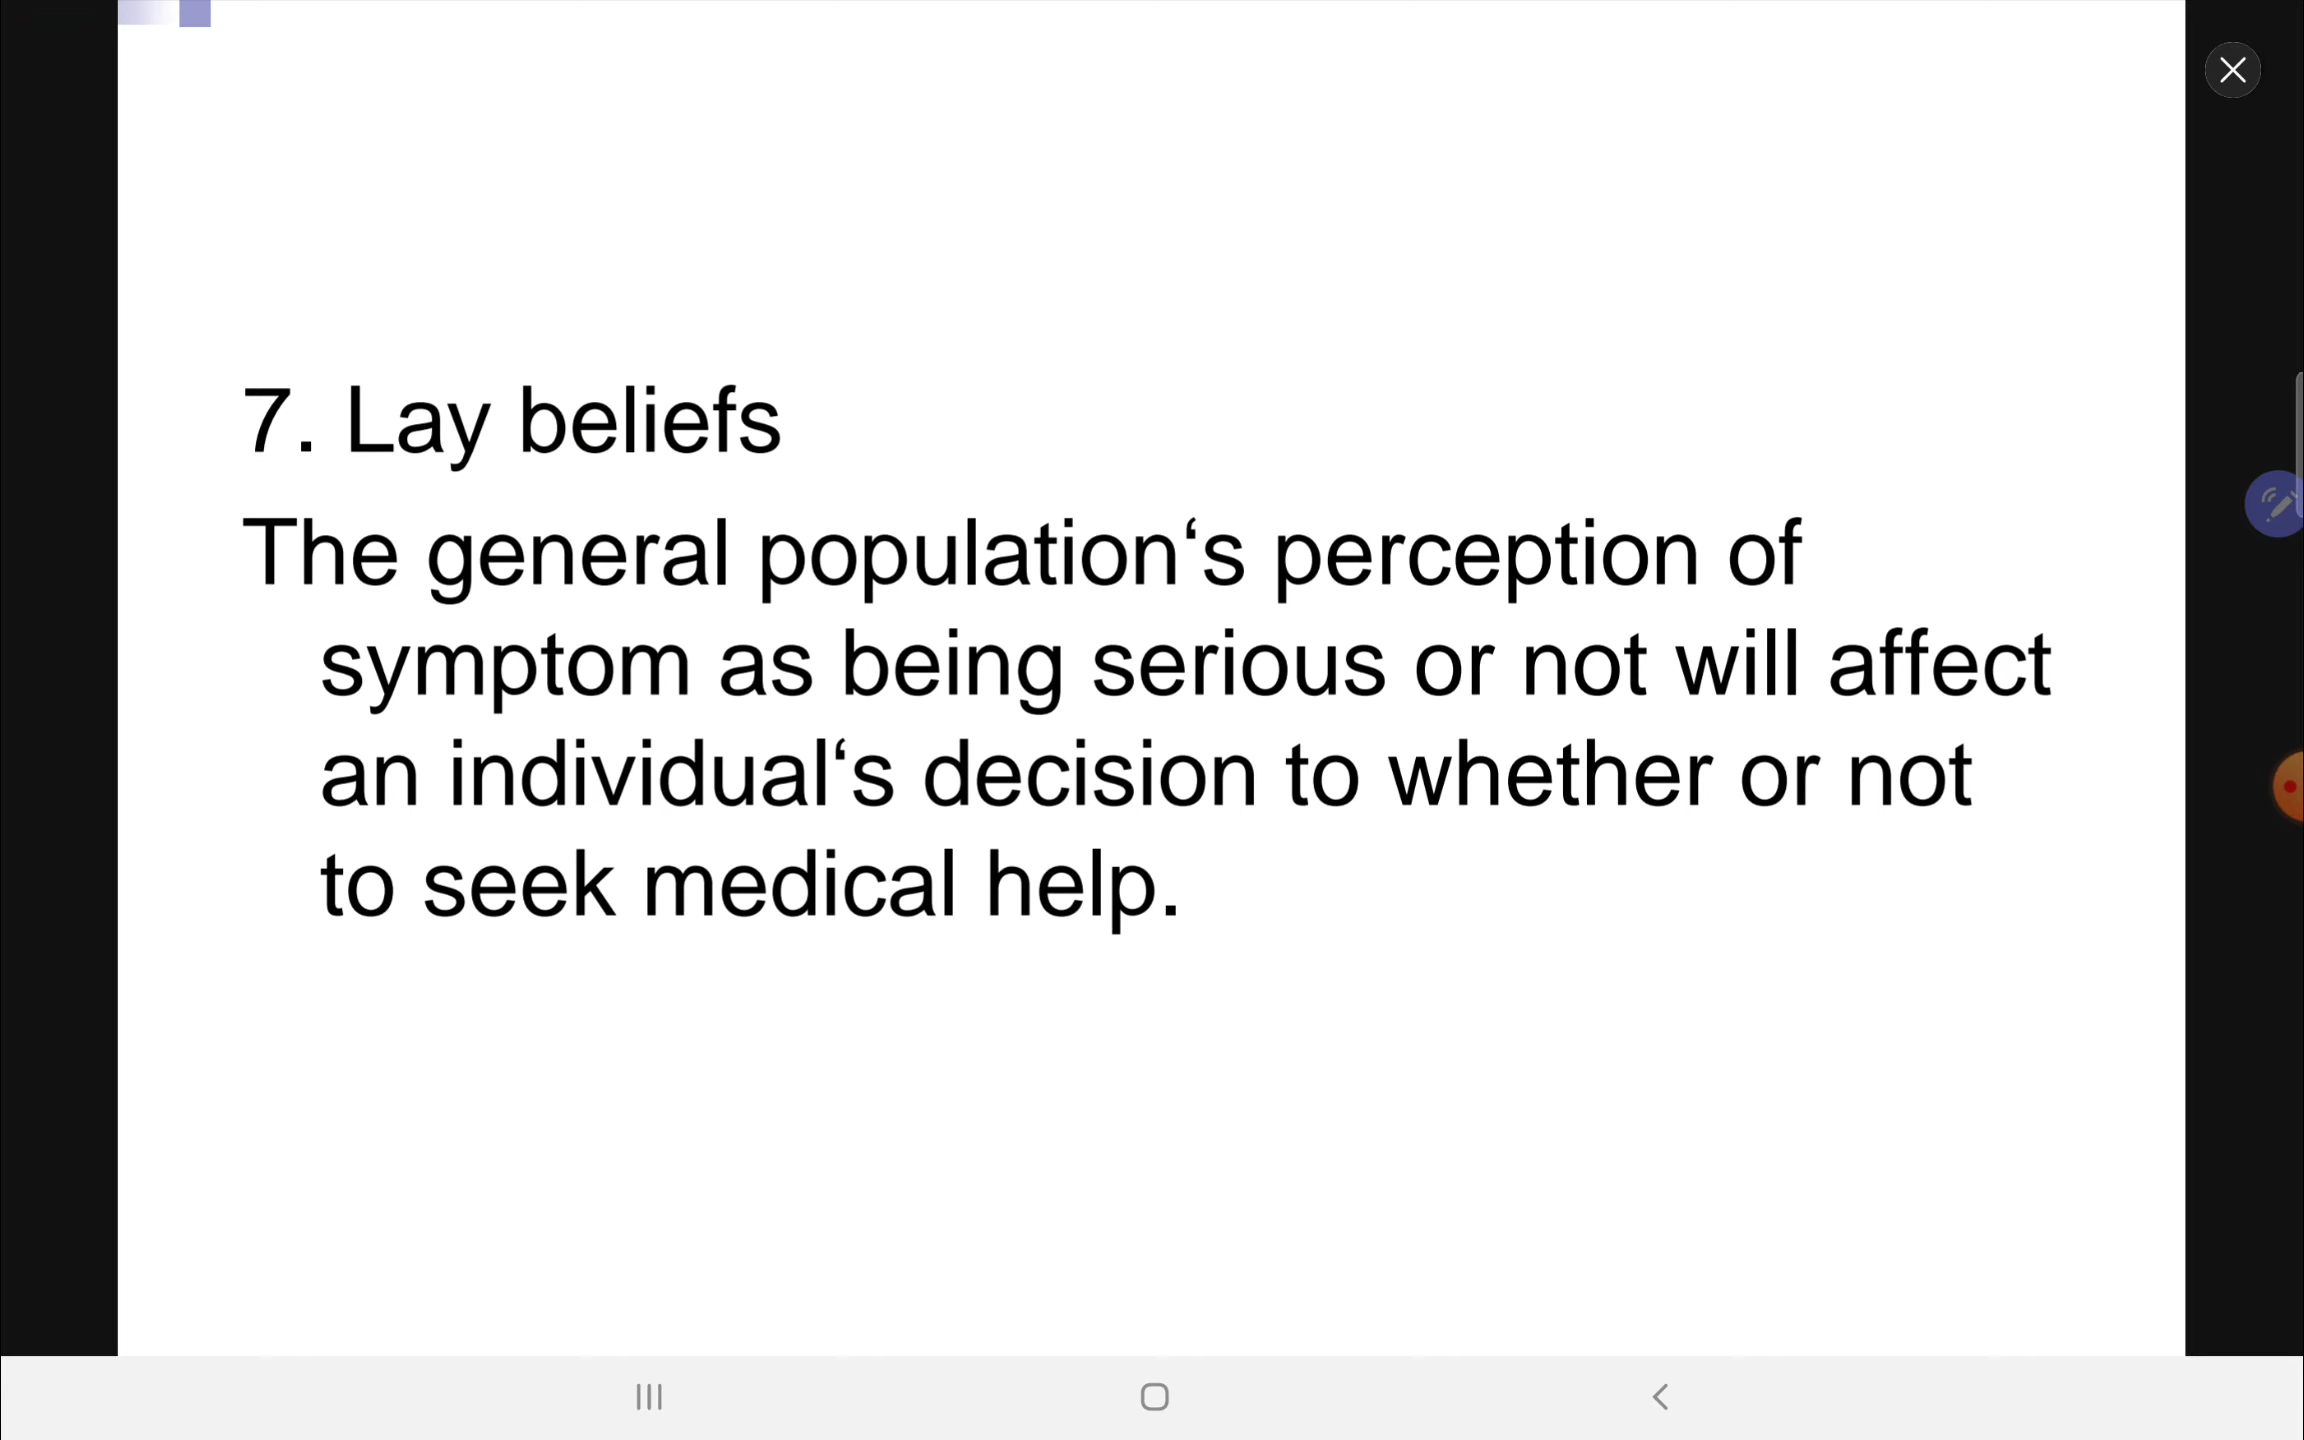 7. Lay beliefs
The general population‘s perception of
symptom as being serious or not will affect
an individual‘s decision to whether or not
to seek medical help.